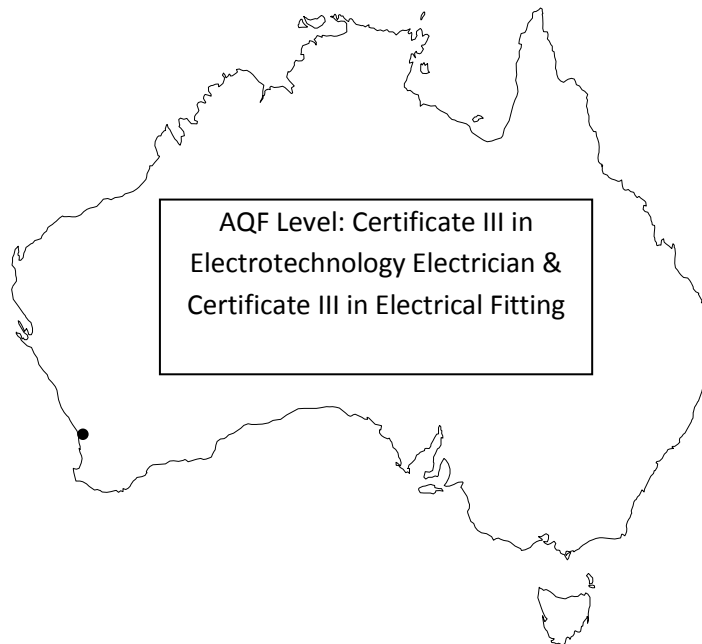 AQF Level: Certificate III in
Electrotechnology Electrician &
Certificate III in Electrical Fitting